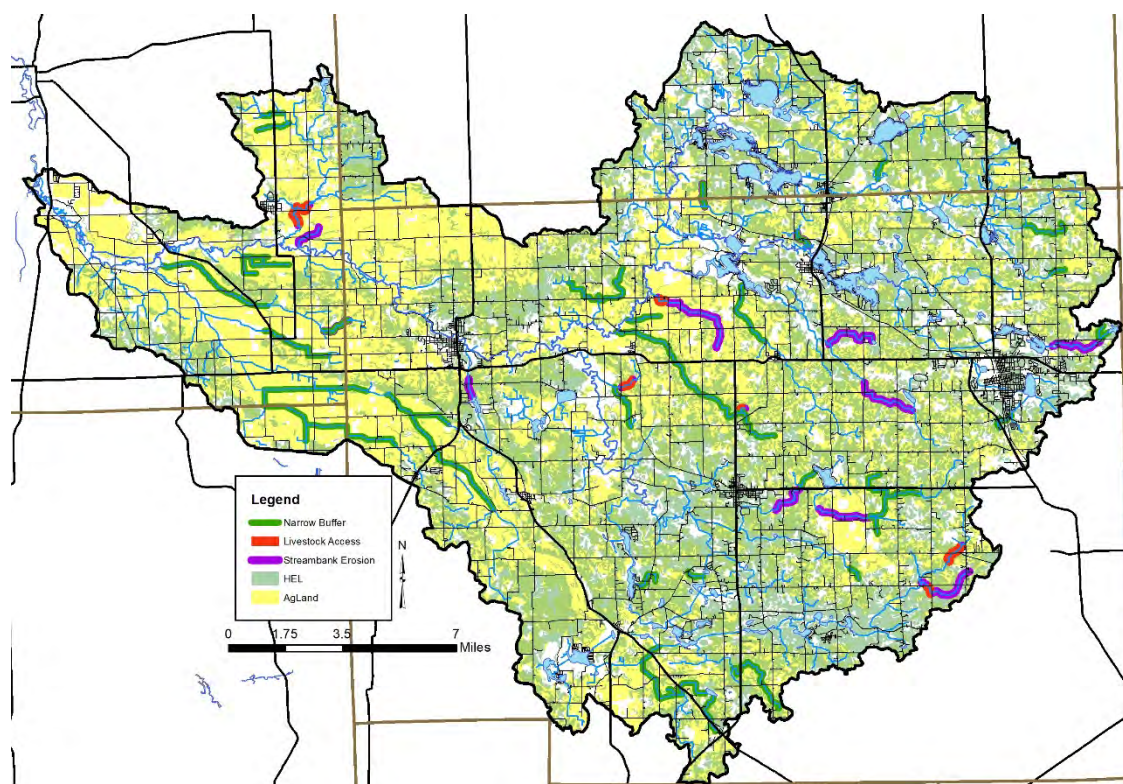 Legend
Narrow Buffer
Livestock Access
Streambank Erosion
HEL
AgLand
N
0 1.75 3.5 7
Miles